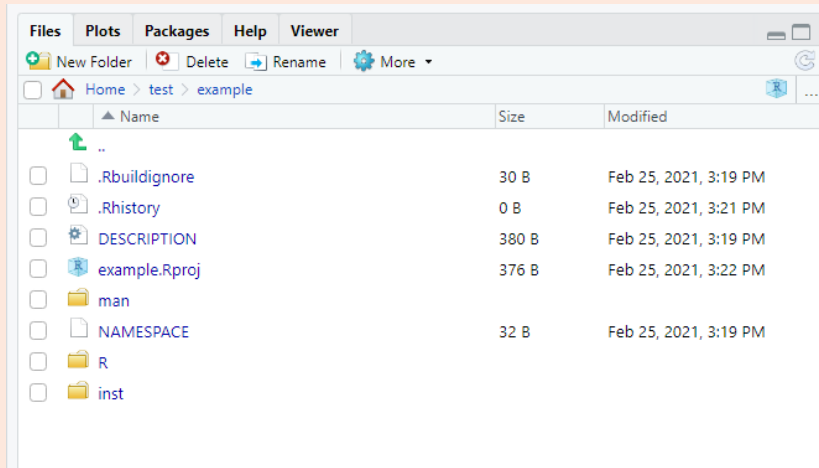 Files Plots Packages Help Viewer
New Folder Delete Rename More
Home test example R ...
Name Size Modified
..
.Rbuildignore 30 B Feb 25, 2021, 3:19 PM
.Rhistory 0 B Feb 25, 2021, 3:21 PM
DESCRIPTION 380 B Feb 25, 2021, 3:19 PM
R example.Rproj 376 B Feb 25, 2021, 3:22 PM
man
NAMESPACE 32 B Feb 25, 2021, 3:19 PM
R
inst